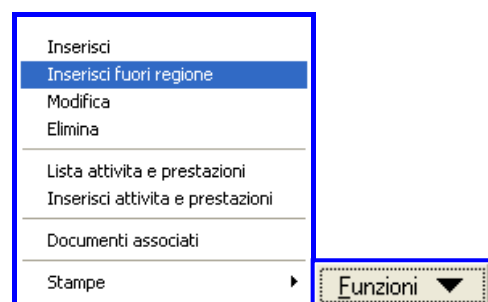 Inserisci
Inserisci fuori regione
Modifica
Elimina
Lista attivita e prestazioni
Inserisci attivita e prestazioni
Documenti associati
Stampe
Funzioni